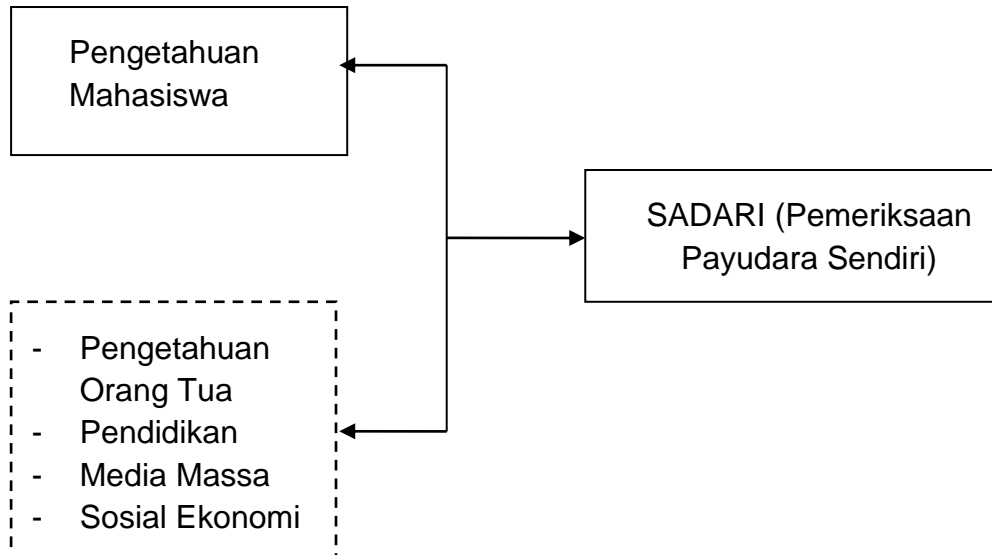 Pengetahuan
Mahasiswa
SADARI (Pemeriksaan
Payudara Sendiri)
- Pengetahuan
Orang Tua
- Pendidikan
- Media Massa
- Sosial Ekonomi